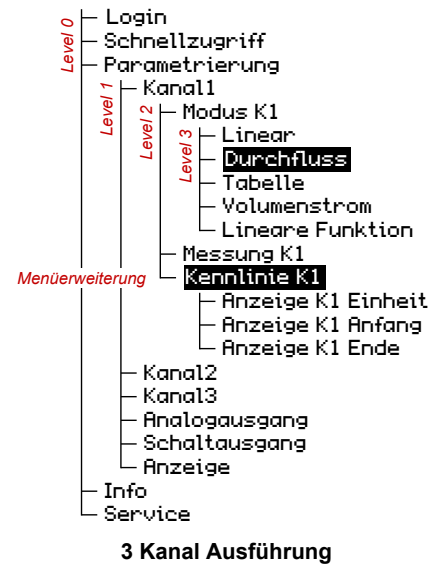 Level 0
Login
Schnellzugriff
Parametrierung
Level 1
Kanal1
Level 2
Modus K1
Level 3
Linear
Durchfluss
Tabelle
Volumenstrom
Lineare Funktion
Messung K1
Menüerweiterung
Kennlinie K1
Anzeige K1 Einheit
Anzeige K1 Anfang
Anzeige K1 Ende
Kanal2
Kanal3
Analogausgang
Schaltausgang
Anzeige
Info
Service
3 Kanal Ausführung